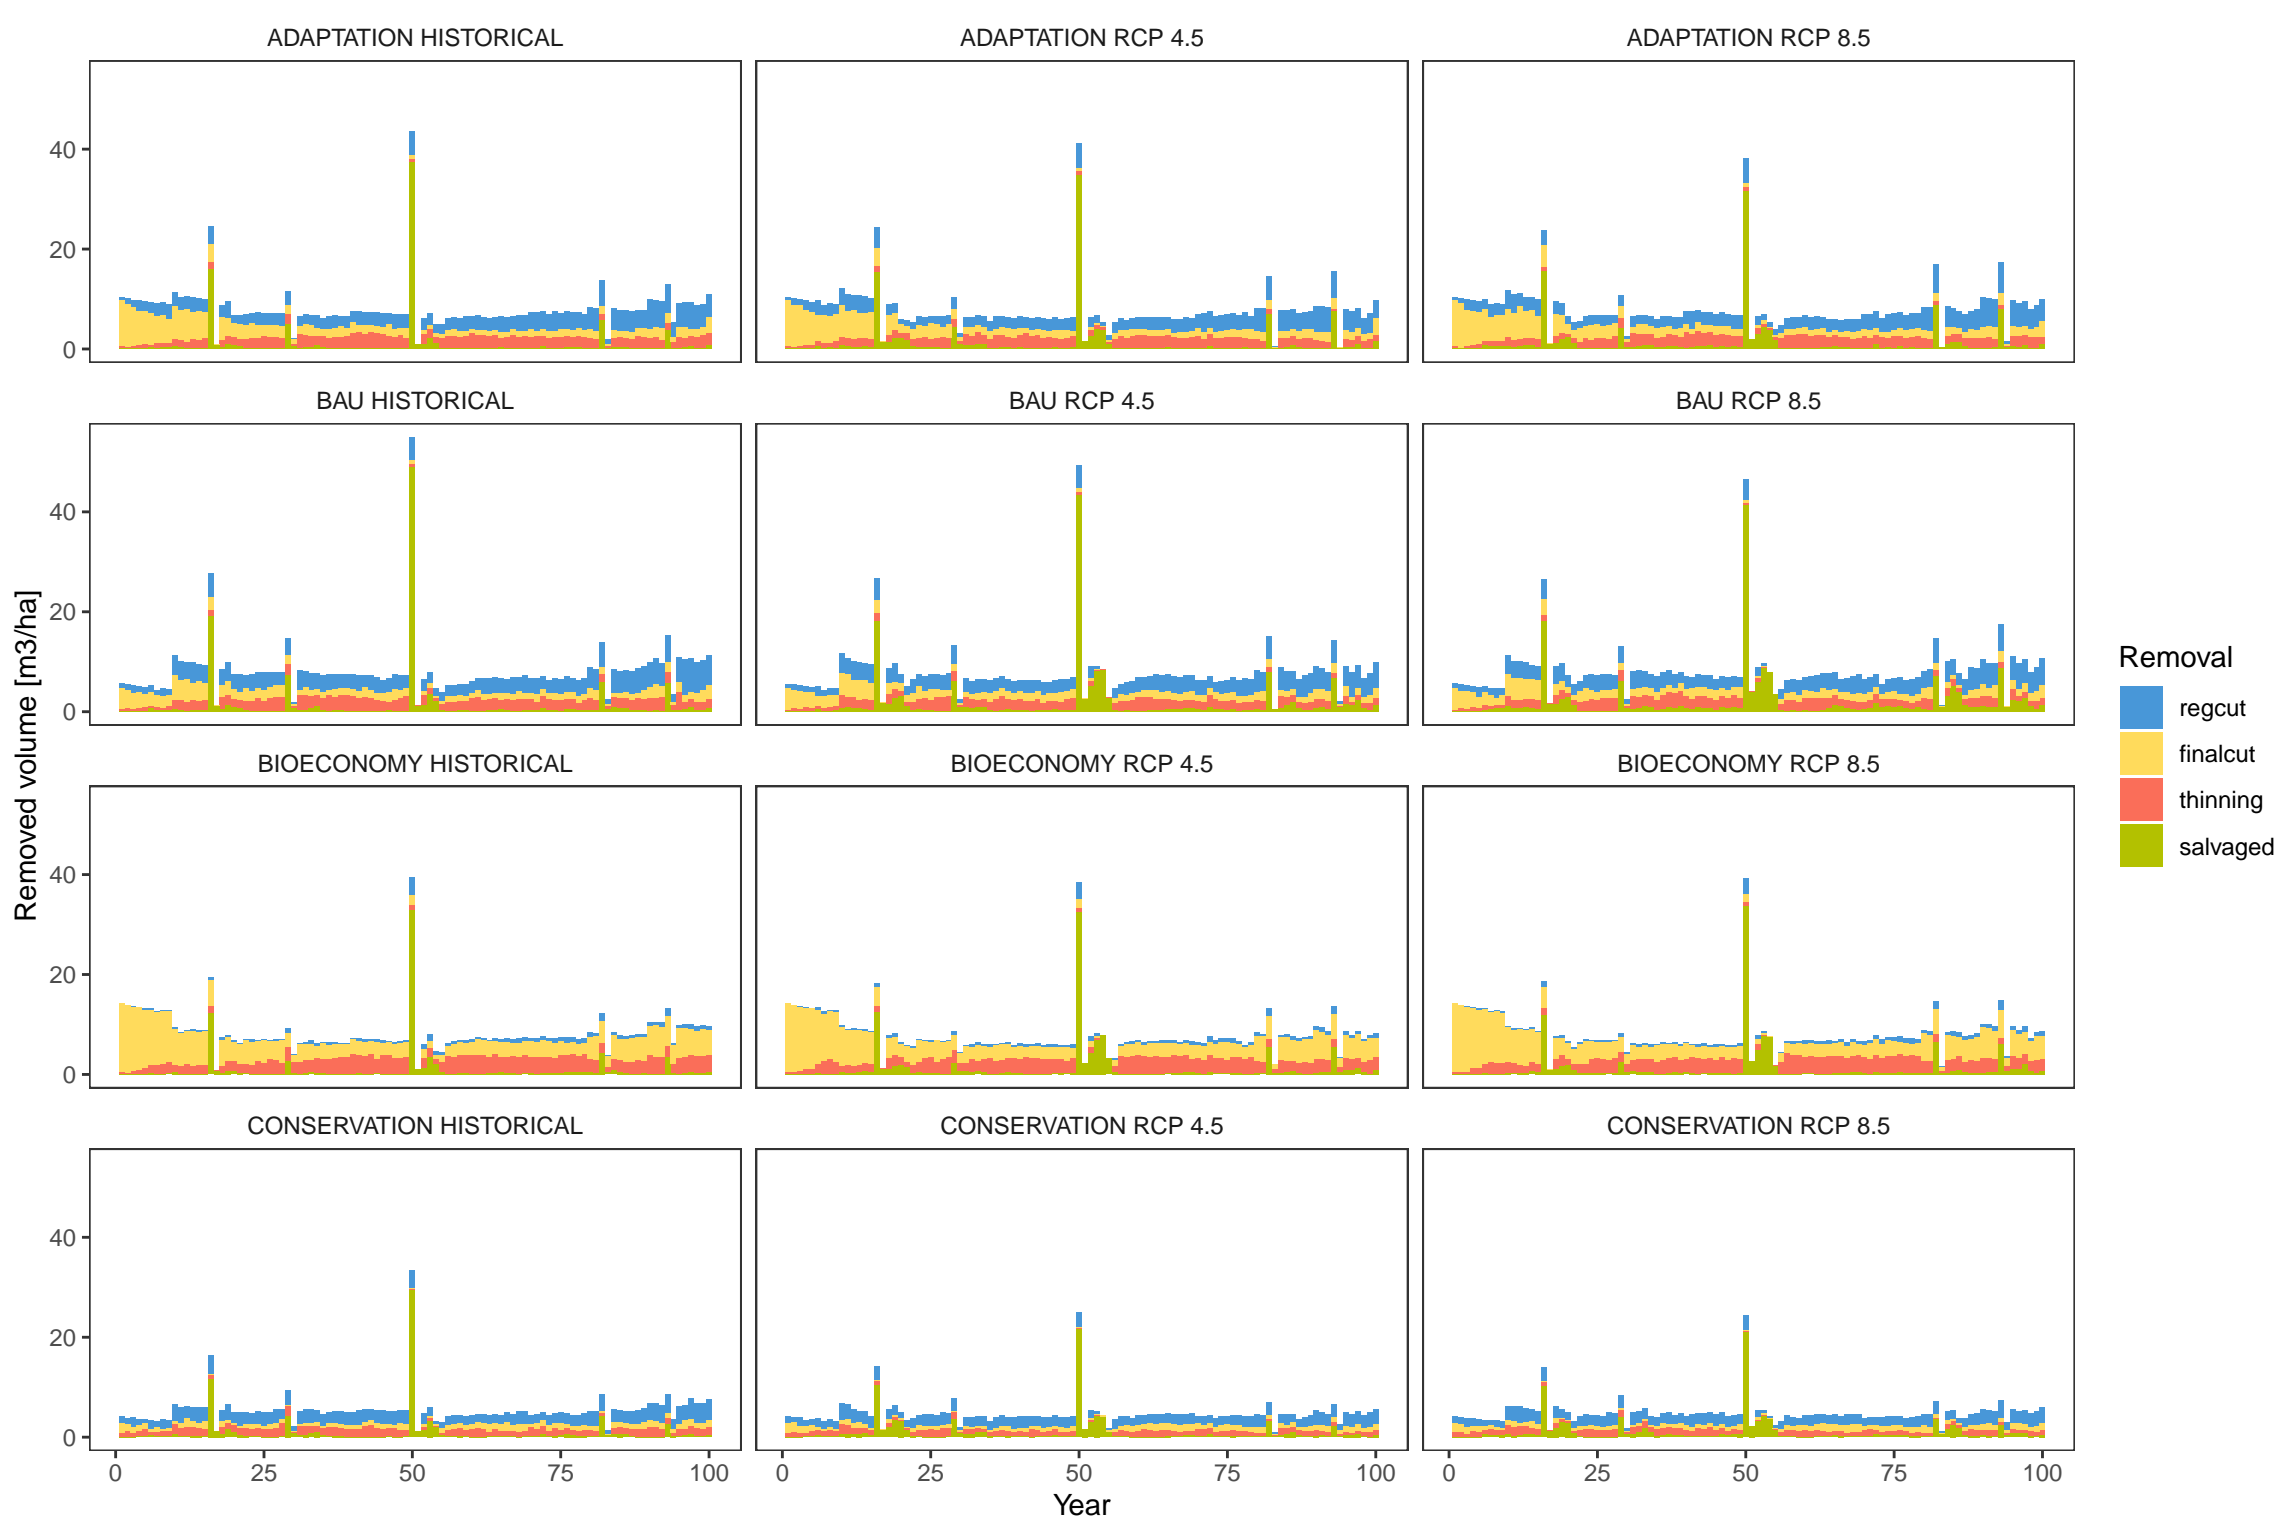 ADAPTATION HISTORICAL
ADAPTATION RCP 4.5
ADAPTATION RCP 8.5
40
20
0
BAU HISTORICAL
BAU RCP 4.5
BAU RCP 8.5
40
20
0
BIOECONOMY HISTORICAL
BIOECONOMY RCP 4.5
BIOECONOMY RCP 8.5
40
20
0
CONSERVATION HISTORICAL
CONSERVATION RCP 4.5
CONSERVATION RCP 8.5
40
20
0
0 25 50 75 100
0 25 50 75 100
0 25 50 75 100
Year
Removed volume [m3/ha]
Removal
regcut
finalcut
thinning
salvaged